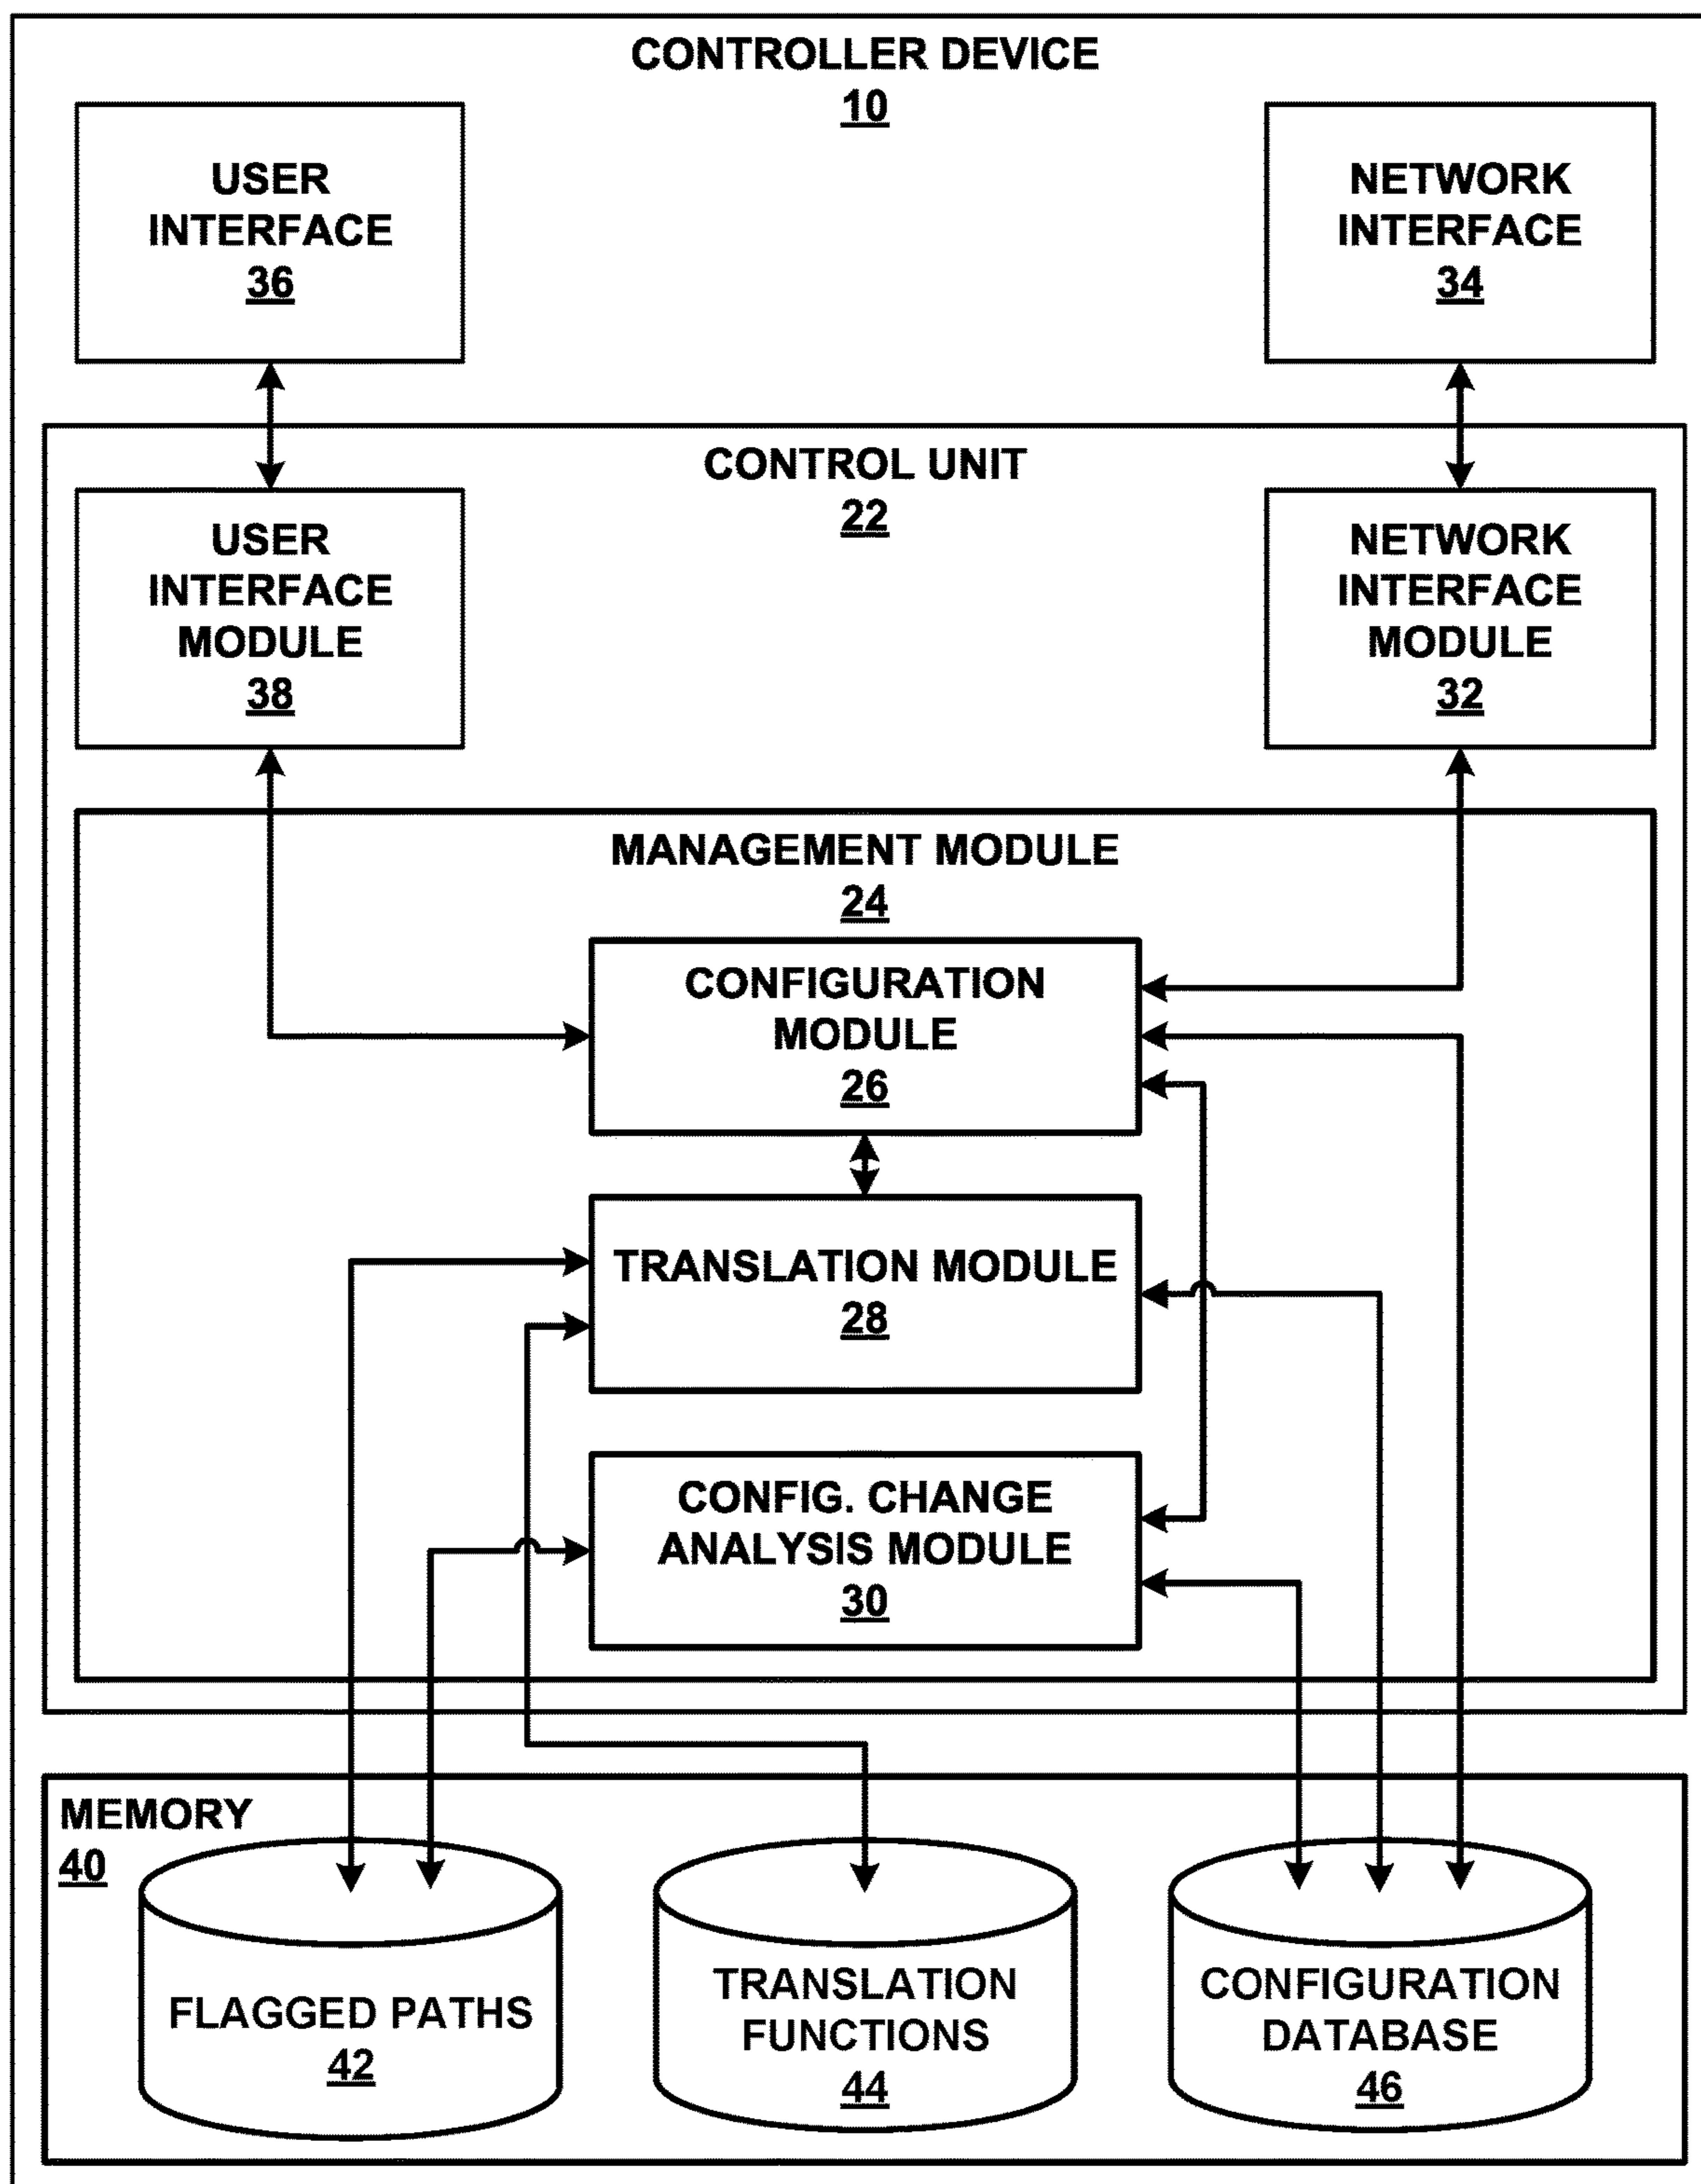 CONTROLLER DEVICE
10
USER
INTERFACE
36
NETWORK
INTERFACE
34
CONTROL UNIT
22
USER
INTERFACE
MODULE
38
NETWORK
INTERFACE
MODULE
32
MANAGEMENT MODULE
24
CONFIGURATION
MODULE
26
TRANSLATION MODULE
28
CONFIG. CHANGE
ANALYSIS MODULE
30
MEMORY
40
FLAGGED PATHS
42
TRANSLATION
FUNCTIONS
44
CONFIGURATION
DATABASE
46